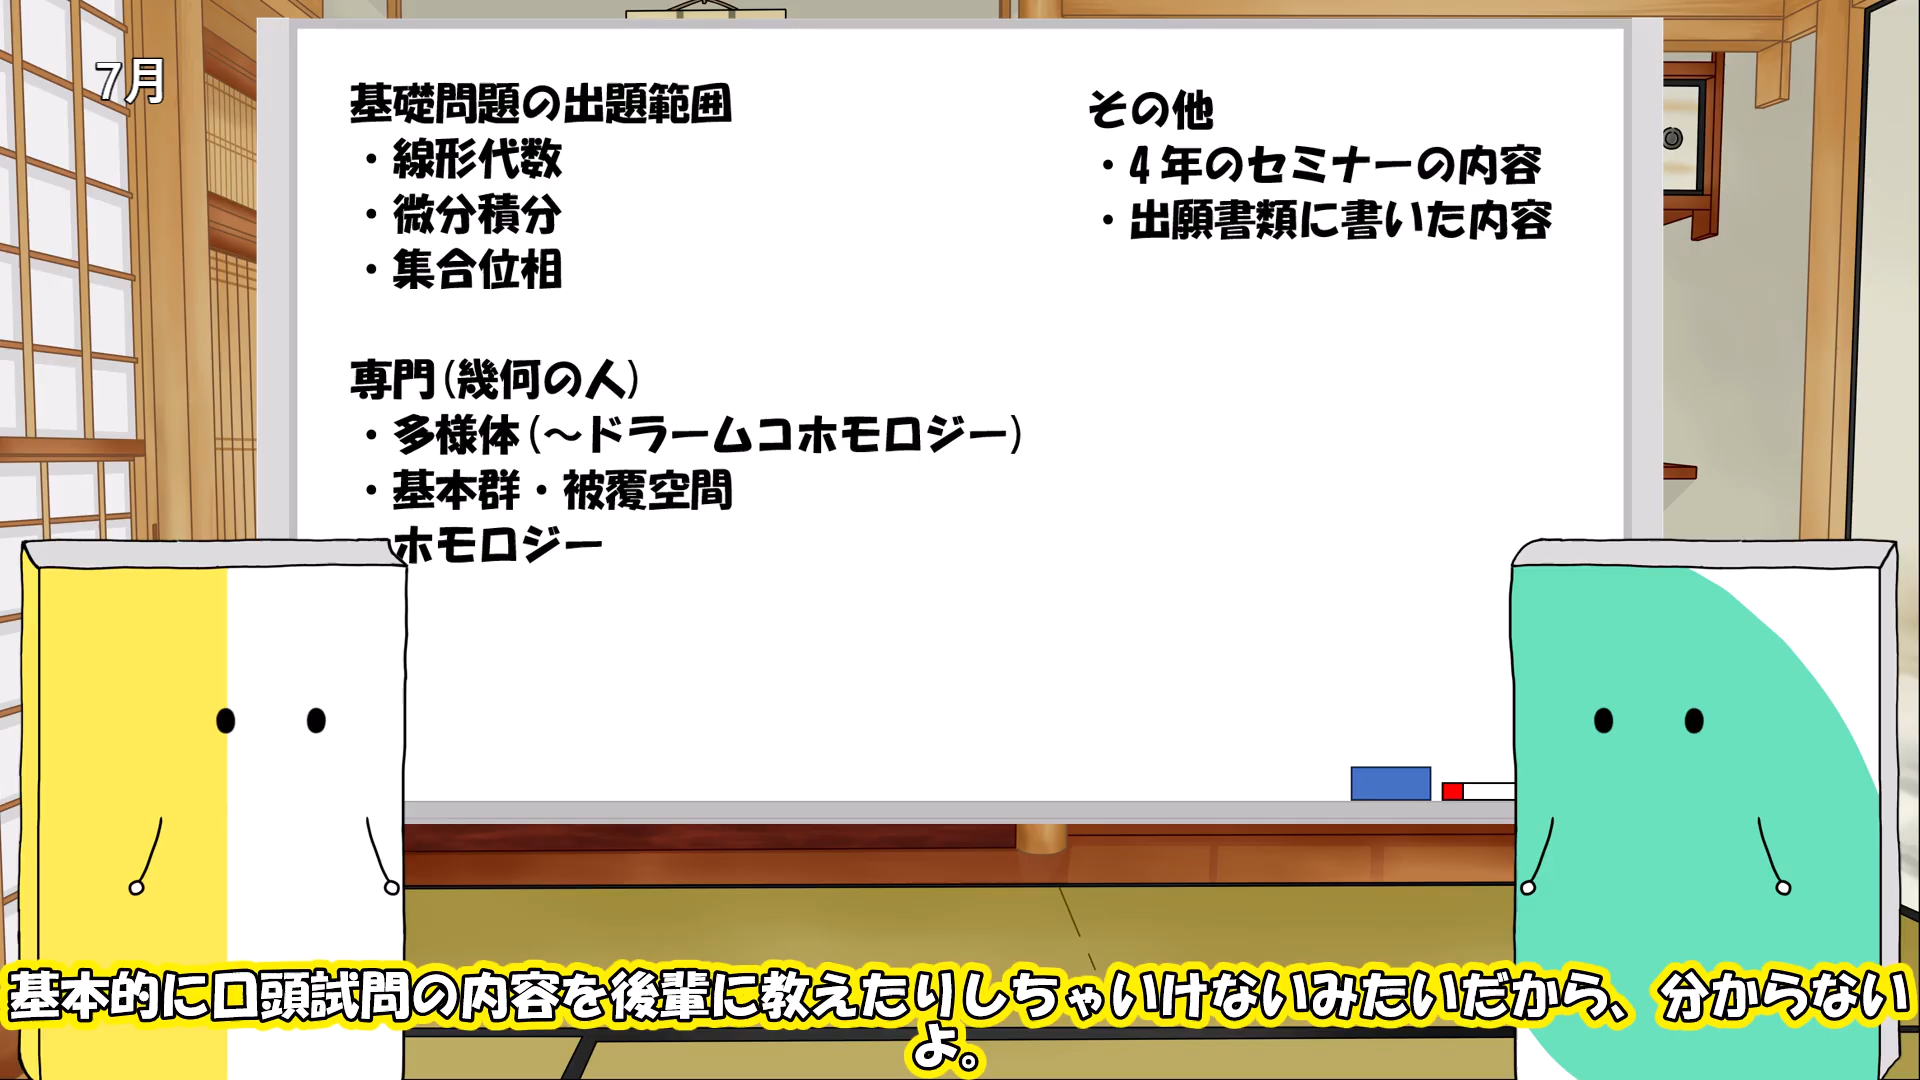 7月
基礎問題の出題範囲
・線形代数
・微分積分
・集合位相
専門(幾何の人)
・多様体(～ドラームコホモロジー)
・基本群・被覆空間
ホモロジー
その他
・4年のセミナーの内容
・出願書類に書いた内容
基本的に口頭試問の内容を後輩に教えたりしちゃいけないみたいだから、分からない
よ。